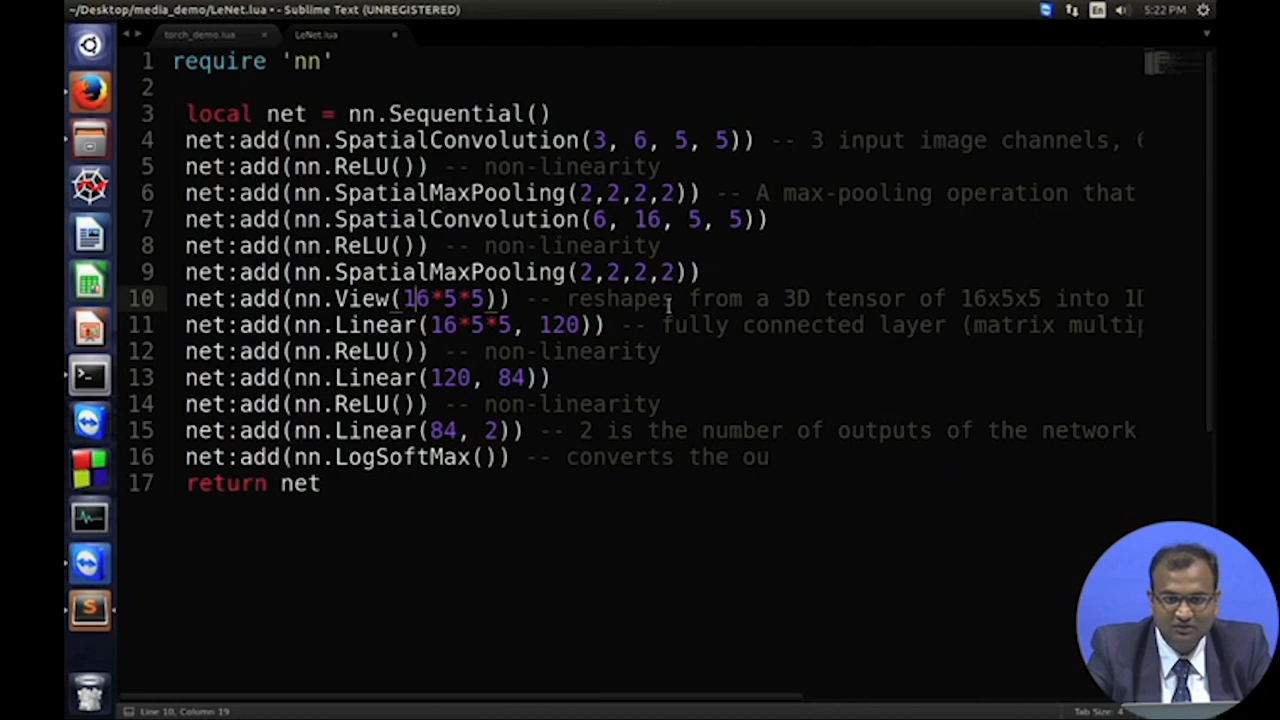 ~/Desktop/media_demo/LeNet.lua • - Sublime Text (UNREGISTERED)
En
5:22 PM
torch_demo.lua
LeNet.lua
1 require 'nn'
2
3 local net = nn.Sequential()
4 net:add(nn.SpatialConvolution(3, 6, 5, 5)) -- 3 input image channels, 6
5 net:add(nn.ReLU()) -- non-linearity
6 net:add(nn.SpatialMaxPooling(2,2,2,2)) -- A max-pooling operation that
7 net:add(nn.SpatialConvolution(6, 16, 5, 5))
8 net:add(nn.ReLU()) -- non-linearity
9 net:add(nn.SpatialMaxPooling(2,2,2,2))
10 net:add(nn.View(16*5*5)) -- reshapes from a 3D tensor of 16x5x5 into 1D
11 net:add(nn.Linear(16*5*5, 120)) -- fully connected layer (matrix multip
12 net:add(nn.ReLU()) -- non-linearity
13 net:add(nn.Linear(120, 84))
14 net:add(nn.ReLU()) -- non-linearity
15 net:add(nn.Linear(84, 2)) -- 2 is the number of outputs of the network
16 net:add(nn.LogSoftMax()) -- converts the ou
17 return net
Line 10, Column 19
Tab Size: 4